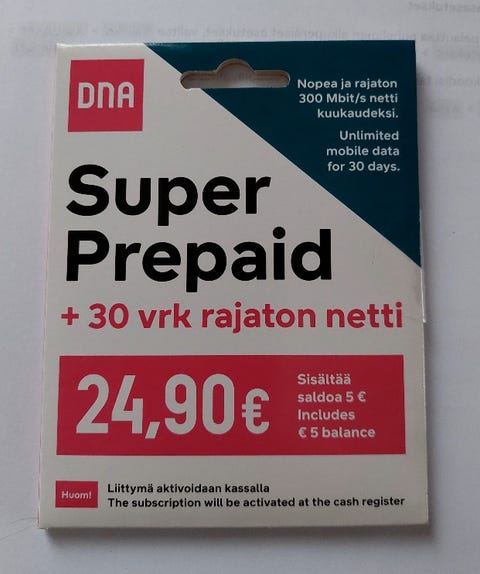 DNA
Nopea ja rajaton
300 Mbit/s netti
kuukaudeksi.
Unlimited
mobile data
for 30 days.
Super
Prepaid
+ 30 vrk rajaton netti
24,90 €
Sisältää
saldoa 5 €
Includes
€ 5 balance
Huom!
Liittymä aktivoidaan kassalla
The subscription will be activated at the cash register